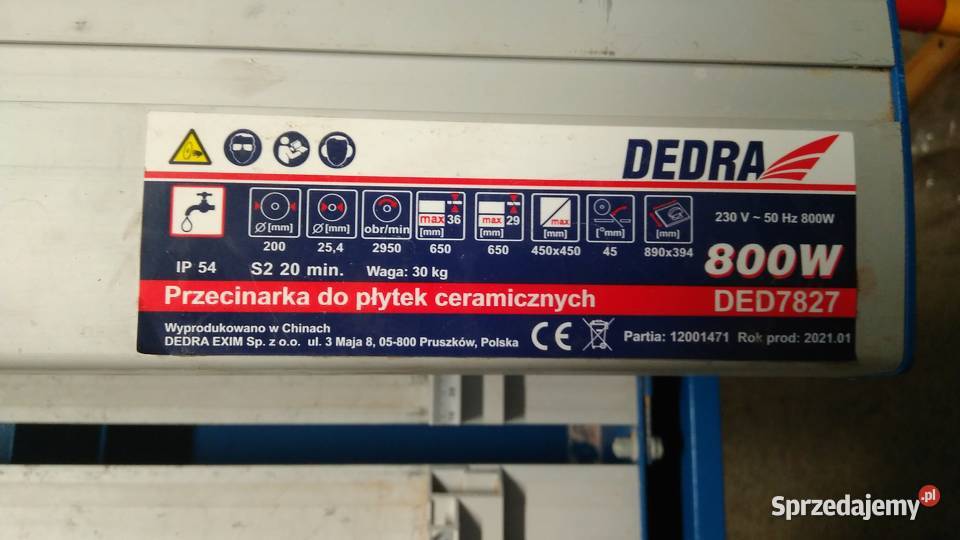 DEDRA
Ø[mm] Ø[mm] obr/min max 36 [mm] max 29 [mm] max [mm] [°mm] [mm]
200 25,4 2950 650 650 450x450 45 890x394
230 V ~ 50 Hz 800W
800W
IP 54 S2 20 min. Waga: 30 kg
Przecinarka do płytek ceramicznych DED7827
Wyprodukowano w Chinach
DEDRA EXIM Sp. z o.o. ul. 3 Maja 8, 05-800 Pruszków, Polska CE Partia: 12001471 Rok prod: 2021.01
Sprzedajemy.pl